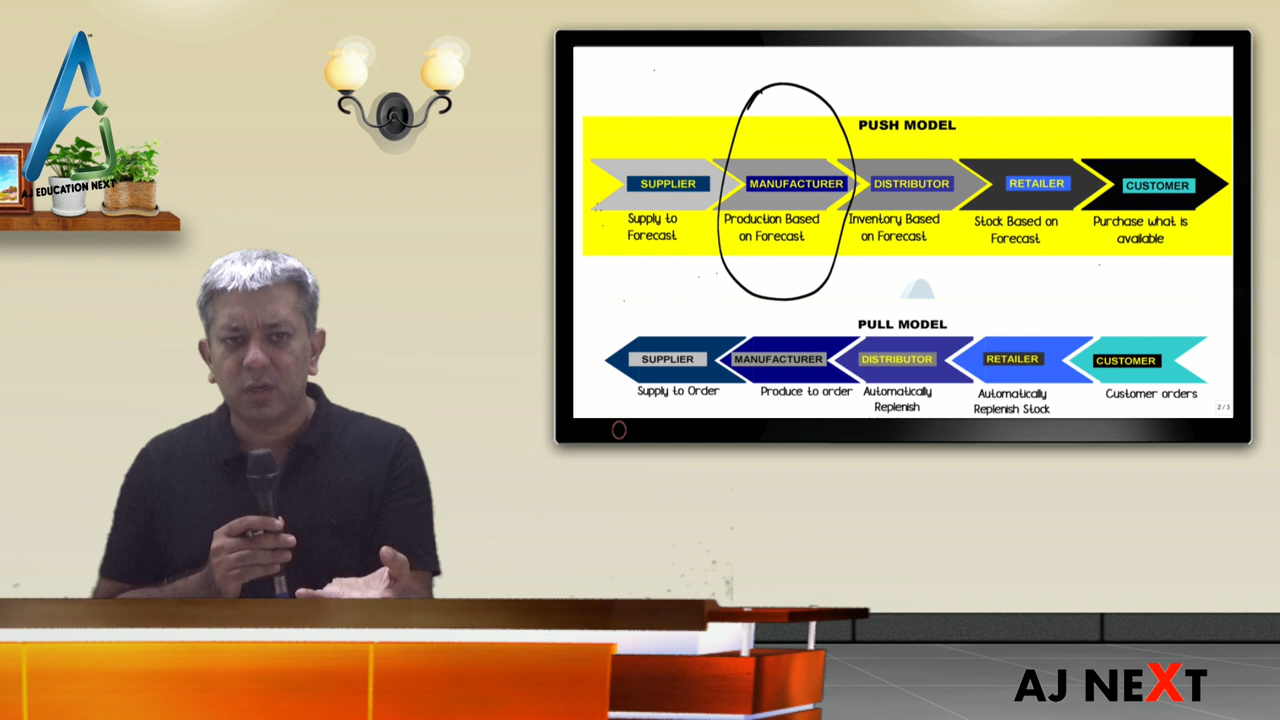 AJ
AJ EDUCATION NEXT
PUSH MODEL
SUPPLIER
MANUFACTURER
DISTRIBUTOR
RETAILER
CUSTOMER
Supply to
Forecast
Production Based
on Forecast
Inventory Based
on Forecast
Stock Based on
Forecast
Purchase what is
available
PULL MODEL
SUPPLIER
MANUFACTURER
DISTRIBUTOR
RETAILER
CUSTOMER
Supply to Order
Produce to order
Automatically
Replenish
Automatically
Replenish Stock
Customer orders
2/3
AJ NEXT